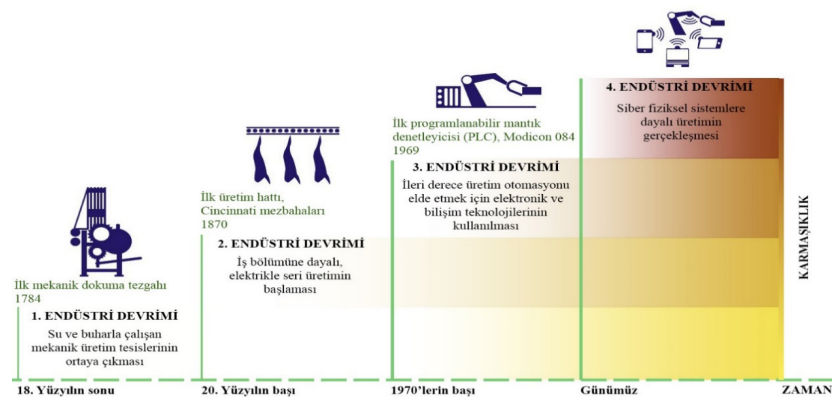 4. ENDÜSTRİ DEVRİMİ
Siber fiziksel sistemlere
dayalı üretimin
gerçekleşmesi
İlk programlanabilir mantık
denetleyicisi (PLC), Modicon 084
1969
3. ENDÜSTRİ DEVRİMİ
İleri derece üretim otomasyonu
elde etmek için elektronik ve
bilişim teknolojilerinin
kullanılması
İlk üretim hattı,
Cincinnati mezbahaları
1870
2. ENDÜSTRİ DEVRİMİ
İş bölümüne dayalı,
elektrikle seri üretimin
başlaması
İlk mekanik dokuma tezgahı
1784
1. ENDÜSTRİ DEVRİMİ
Su ve buharla çalışan
mekanik üretim tesislerinin
ortaya çıkması
KARMAŞIKLIK
18. Yüzyılın sonu
20. Yüzyılın başı
1970'lerin başı
Günümüz
ZAMAN